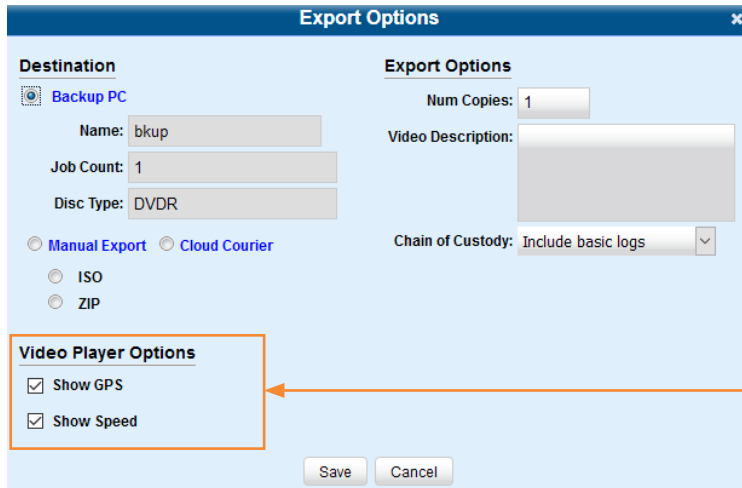 Export Options
Destination
Backup PC
Name: bkup
Job Count: 1
Disc Type: DVDR
Manual Export Cloud Courier
ISO
ZIP
Export Options
Num Copies: 1
Video Description:
Chain of Custody: Include basic logs
Video Player Options
Show GPS
Show Speed
Save Cancel